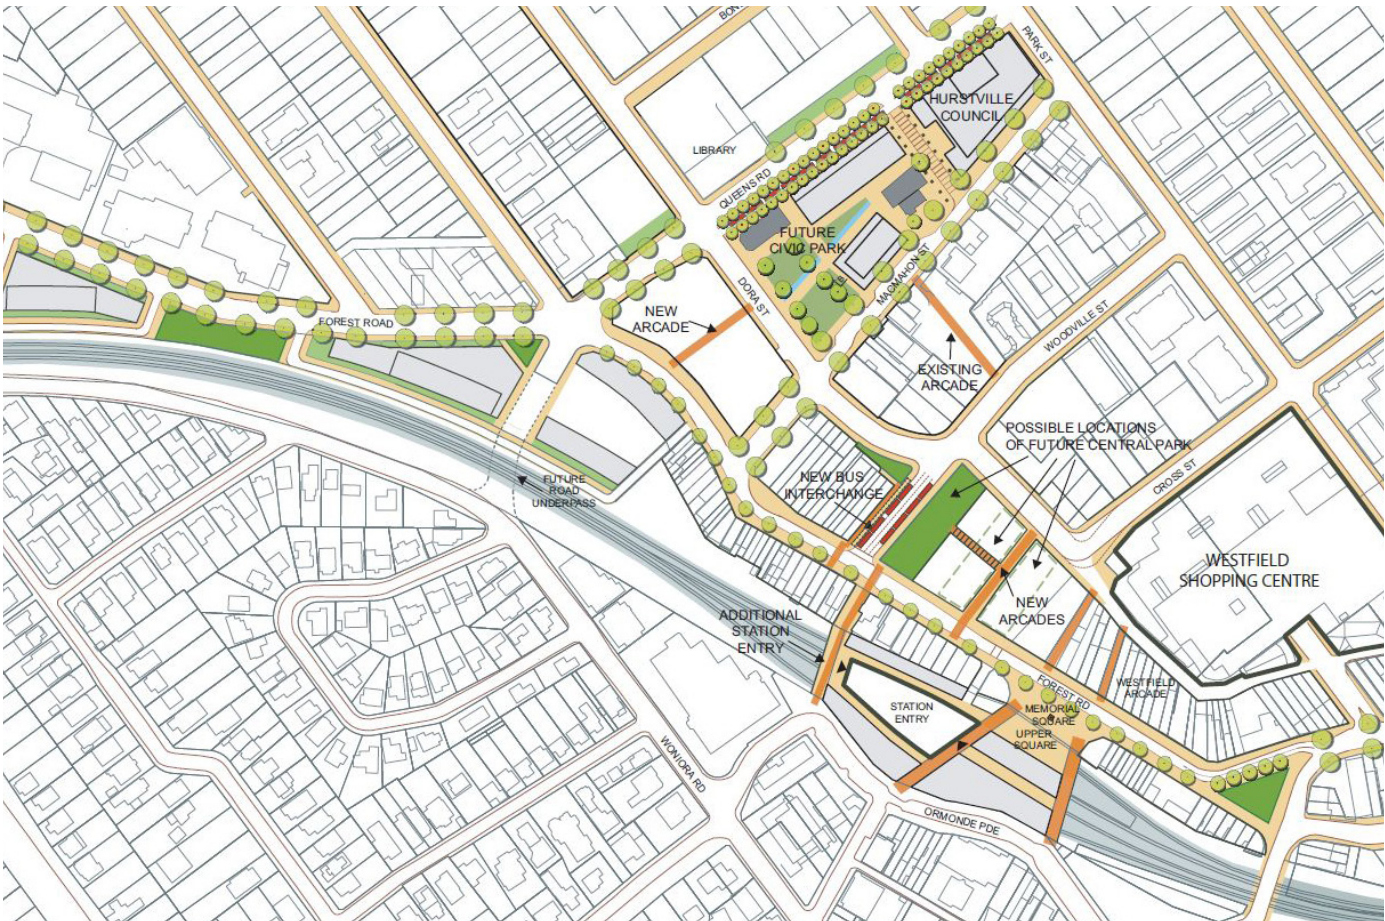 BON
PARK ST
HURSTVILLE
COUNCIL
LIBRARY
QUEENS RD
FUTURE
CIVIC PARK
MACMAHON ST
DORA ST
NEW
ARCADE
FOREST ROAD
WOODVILLE ST
EXISTING
ARCADE
POSSIBLE LOCATIONS
OF FUTURE CENTRAL PARK
CROSS ST
NEW BUS
INTERCHANGE
FUTURE
ROAD
UNDERPASS
WESTFIELD
SHOPPING CENTRE
NEW
ARCADES
ADDITIONAL
STATION
ENTRY
FOREST RD
WESTFIELD
ARCADE
STATION
ENTRY
MEMORIAL
SQUARE
UPPER
SQUARE
WONIORA RD
ORMONDE PDE